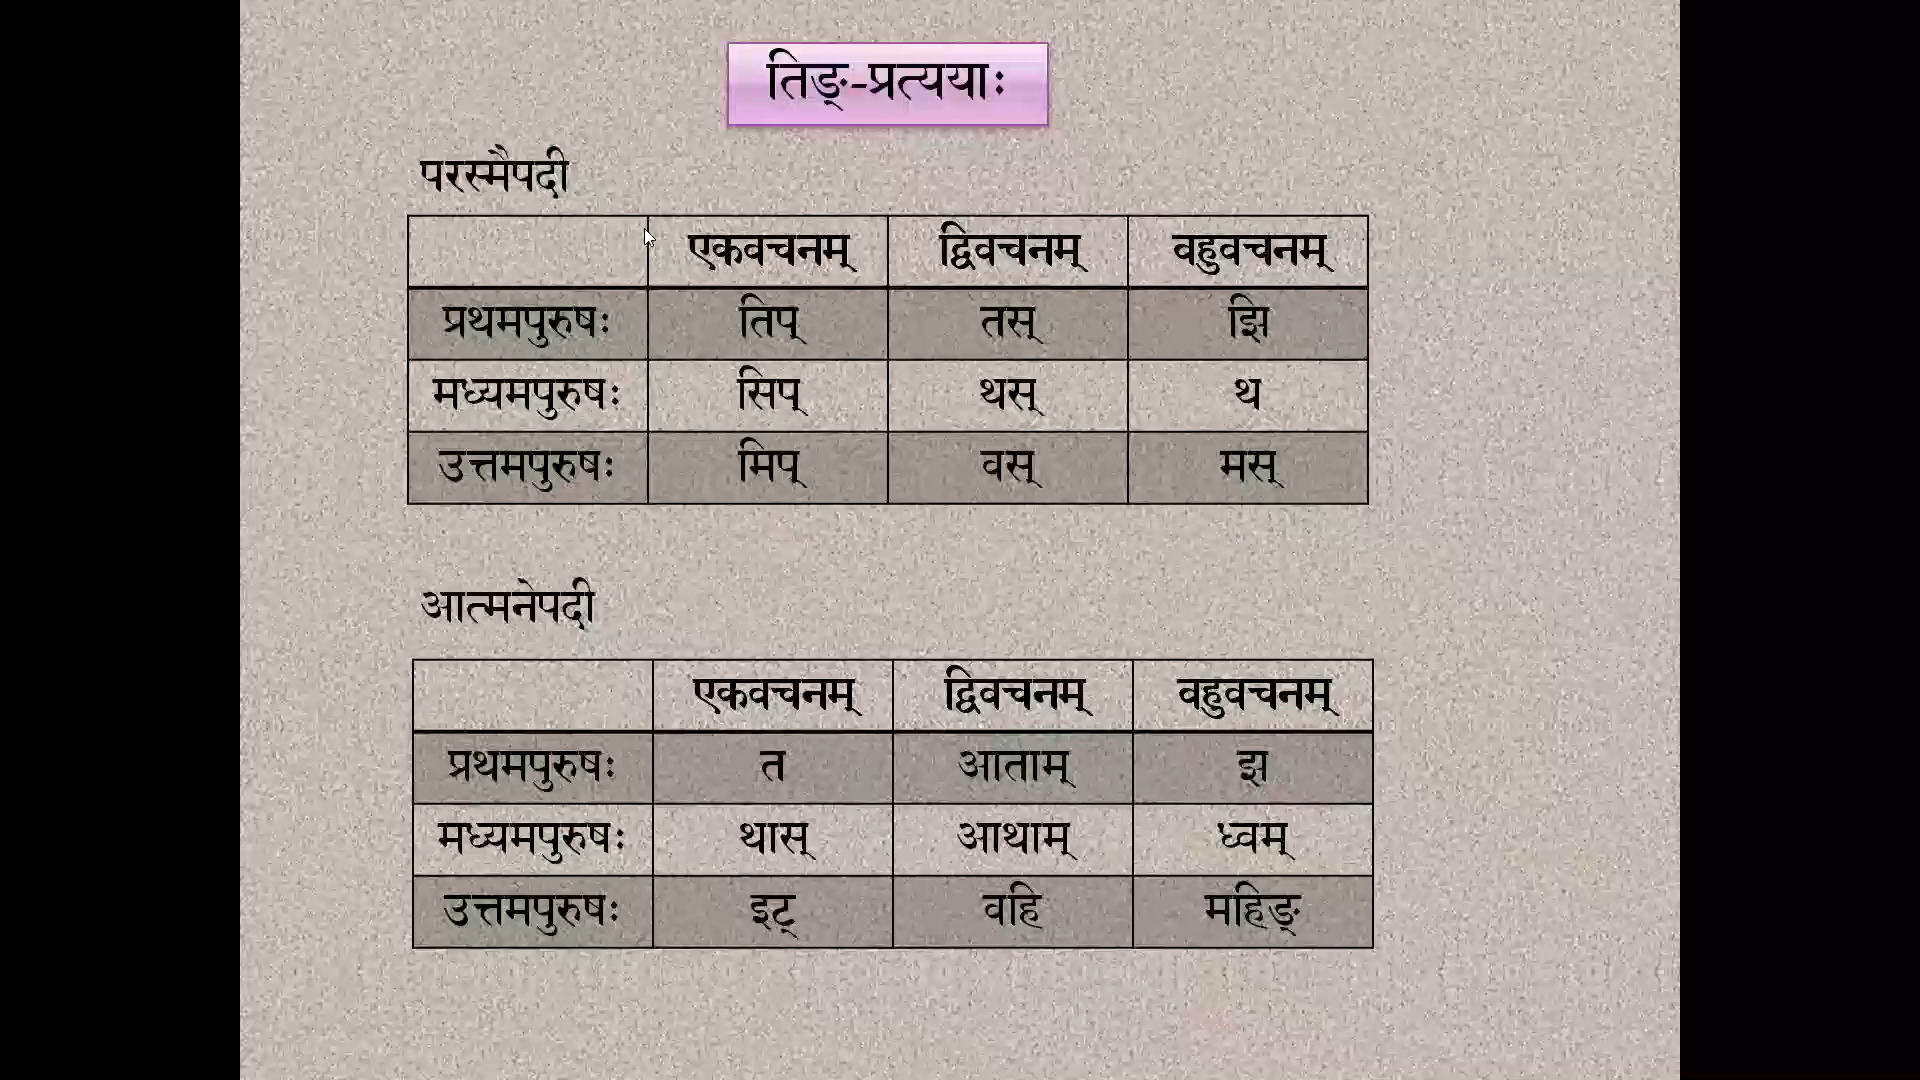 तिङ्-प्रत्ययाः
परस्मैपदी
एकवचनम् द्विवचनम् वहुवचनम्
प्रथमपुरुषः तिप् तस् झि
मध्यमपुरुषः सिप् थस् थ
उत्तमपुरुषः मिप् वस् मस्
आत्मनेपदी
एकवचनम् द्विवचनम् वहुवचनम्
प्रथमपुरुषः त आताम् झ
मध्यमपुरुषः थास् आथाम् ध्वम्
उत्तमपुरुषः इट् वहि महिङ्